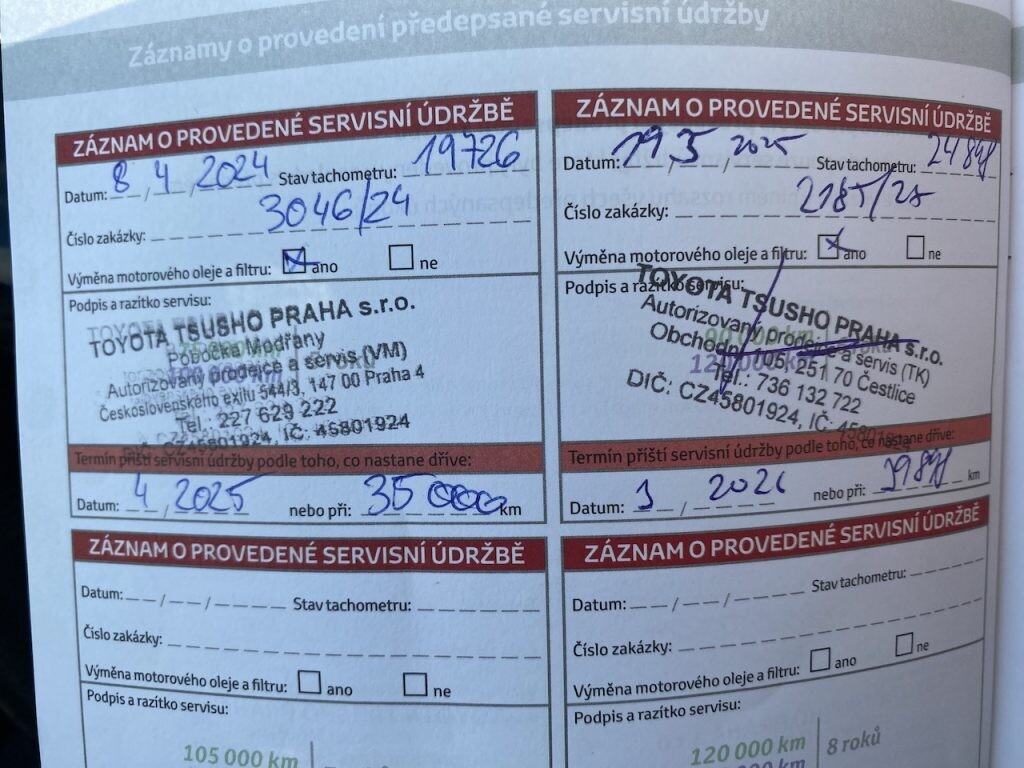 Záznamy o provedení předepsané servisní údržby
ZÁZNAM O PROVEDENÉ SERVISNÍ ÚDRŽBĚ
Datum: 8 / 4 / 2024 Stav tachometru: 19726
Číslo zakázky: 3046/24
Výměna motorového oleje a filtru: ano ne
Podpis a razítko servisu:
TOYOTA TSUSHO PRAHA s.r.o.
Pobočka Modřany
Autorizovaný prodejce a servis (VM)
Československého exilu 544/3, 147 00 Praha 4
Tel.: 227 629 222
DIČ: CZ45801924, IČ: 45801924
Termín příští servisní údržby podle toho, co nastane dříve:
Datum: 4 / 2025 nebo při: 35 000 km
ZÁZNAM O PROVEDENÉ SERVISNÍ ÚDRŽBĚ
Datum: / / 2025 Stav tachometru:
Číslo zakázky:
Výměna motorového oleje a filtru: ano ne
Podpis a razítko servisu:
TOYOTA TSUSHO PRAHA s.r.o.
Autorizovaný prodejce a servis (TK)
Obchodní 105, 251 70 Čestlice
Tel.: 736 132 722
DIČ: CZ45801924, IČ: 45801924
Termín příští servisní údržby podle toho, co nastane dříve:
Datum: / 2026 nebo při: km
ZÁZNAM O PROVEDENÉ SERVISNÍ ÚDRŽBĚ
Datum: / / Stav tachometru:
Číslo zakázky:
Výměna motorového oleje a filtru: ano ne
Podpis a razítko servisu:
105 000 km
ZÁZNAM O PROVEDENÉ SERVISNÍ ÚDRŽBĚ
Datum: / / Stav tachometru:
Číslo zakázky:
Výměna motorového oleje a filtru: ano ne
Podpis a razítko servisu:
120 000 km 8 roků